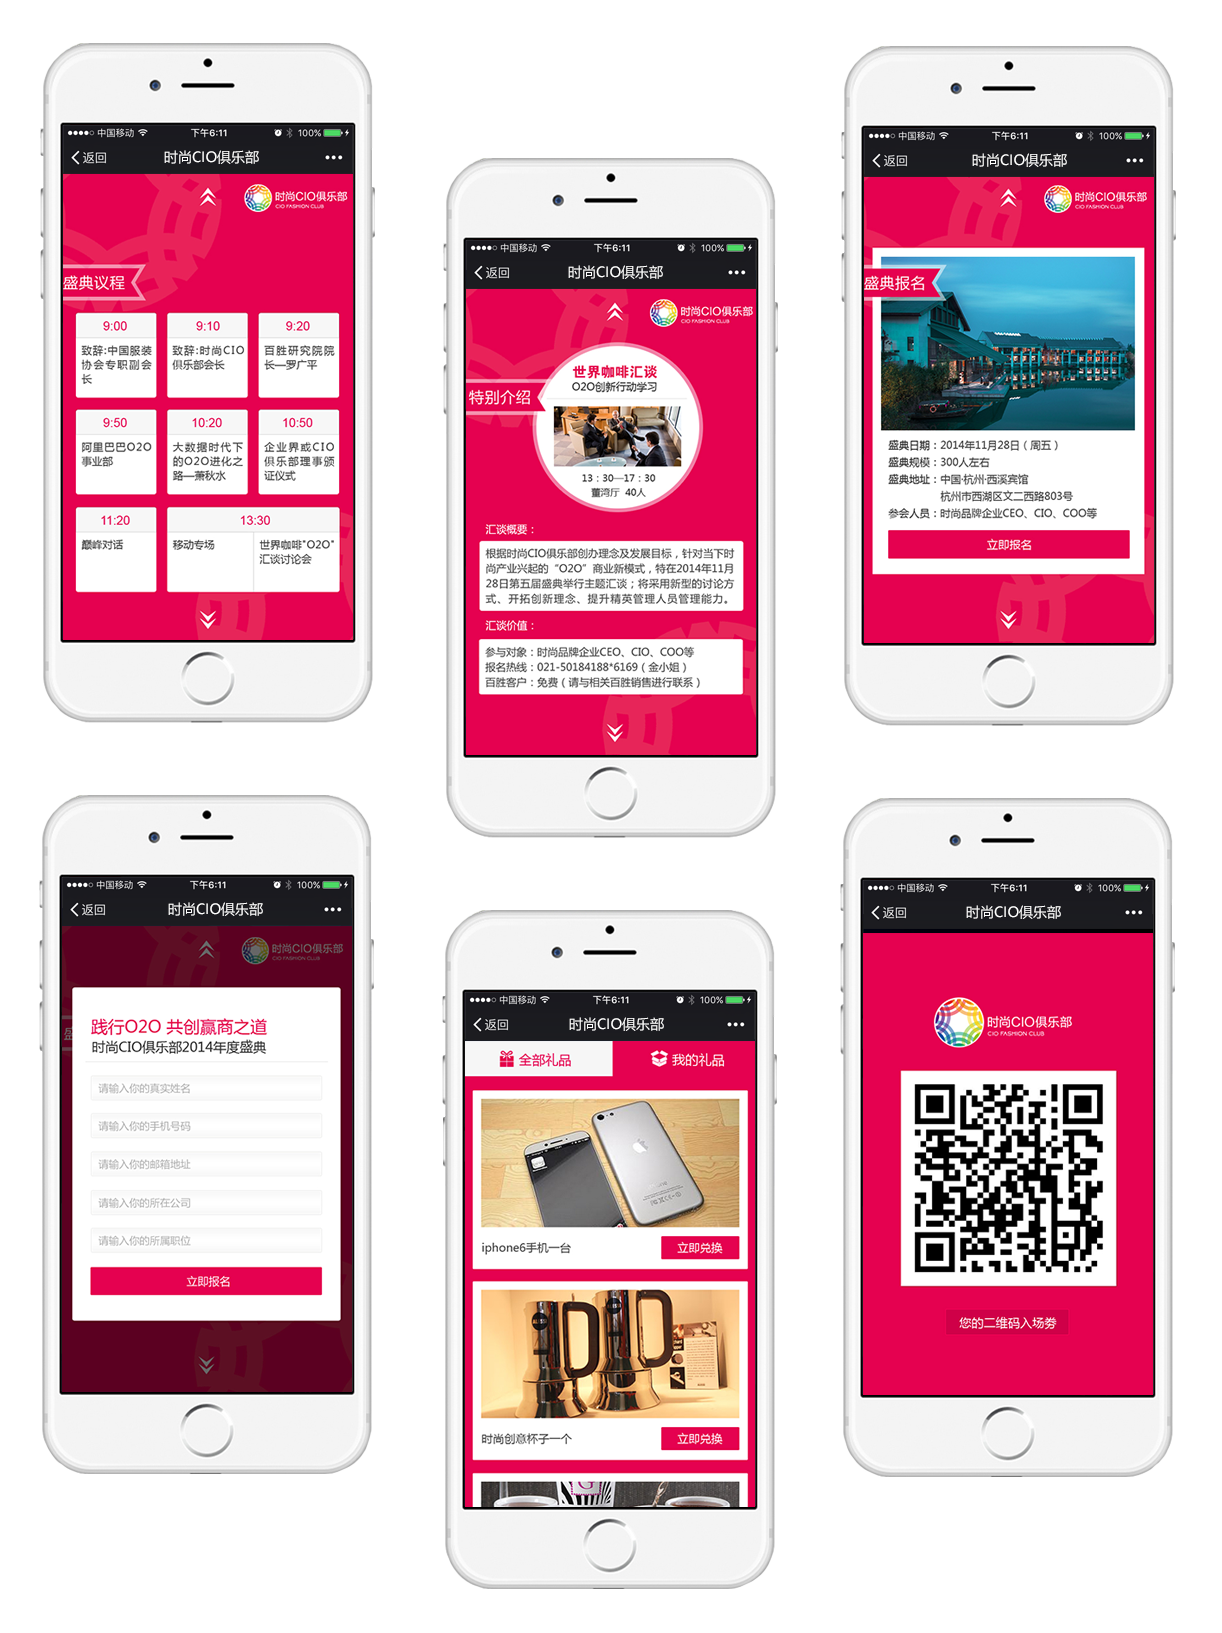 中国移动
下午6:11
100%
返回
时尚CIO俱乐部
时尚CIO俱乐部
CIO FASHION CLUB
盛典议程
9:00
9:10
9:20
致辞:中国服装
协会专职副会
长
致辞:时尚CIO
俱乐部会长
百胜研究院院
长—罗广平
9:50
10:20
10:50
阿里巴巴O2O
事业部
大数据时代下
的O2O进化之
路—萧秋水
企业界或CIO
俱乐部理事颁
证仪式
11:20
13:30
巅峰对话
移动专场
世界咖啡"O2O"
汇谈讨论会
中国移动
下午6:11
100%
返回
时尚CIO俱乐部
时尚CIO俱乐部
CIO FASHION CLUB
特别介绍
世界咖啡汇谈
O2O创新行动学习
13：30—17：30
董湾厅 40人
汇谈概要：
根据时尚CIO俱乐部创办理念及发展目标，针对当下时
尚产业兴起的“O2O”商业新模式，特在2014年11月
28日第五届盛典举行主题汇谈；将采用新型的讨论方
式、开拓创新理念、提升精英管理人员管理能力。
汇谈价值：
参与对象：时尚品牌企业CEO、CIO、COO等
报名热线：021-50184188*6169（金小姐）
百胜客户：免费（请与相关百胜销售进行联系）
中国移动
下午6:11
100%
返回
时尚CIO俱乐部
时尚CIO俱乐部
CIO FASHION CLUB
盛典报名
盛典日期：2014年11月28日（周五）
盛典规模：300人左右
盛典地址：中国·杭州·西溪宾馆
杭州市西湖区文二西路803号
参会人员：时尚品牌企业CEO、CIO、COO等
立即报名
中国移动
下午6:11
100%
返回
时尚CIO俱乐部
时尚CIO俱乐部
CIO FASHION CLUB
盛
践行O2O 共创赢商之道
时尚CIO俱乐部2014年度盛典
请输入你的真实姓名
请输入你的手机号码
请输入你的邮箱地址
请输入你的所在公司
请输入你的所属职位
立即报名
中国移动
下午6:11
100%
返回
时尚CIO俱乐部
全部礼品
我的礼品
iphone6手机一台
立即兑换
时尚创意杯子一个
立即兑换
G
中国移动
下午6:11
100%
返回
时尚CIO俱乐部
时尚CIO俱乐部
CIO FASHION CLUB
您的二维码入场劵